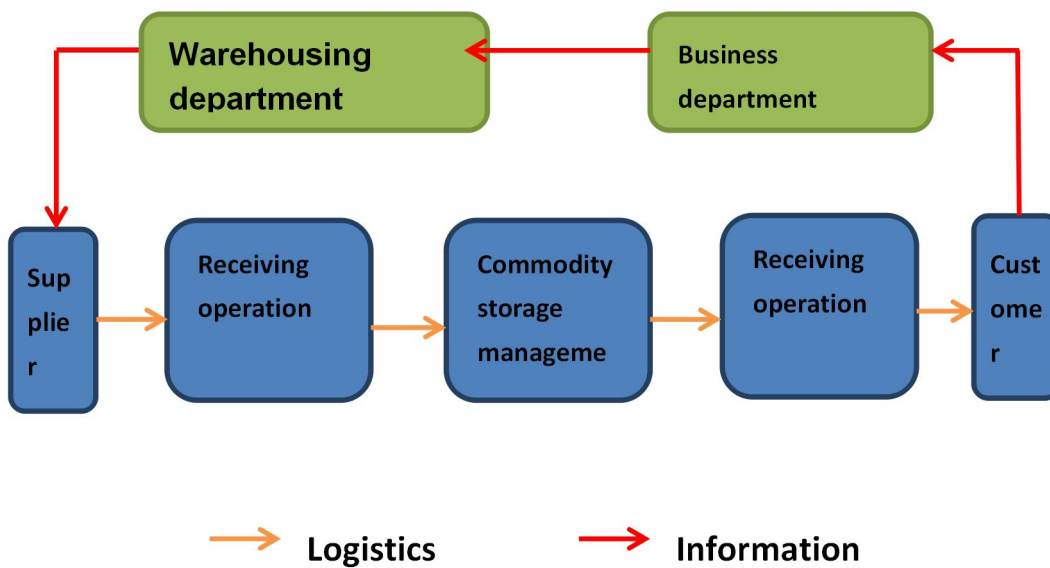 Warehousing
department
Business
department
Sup
plie
r
Receiving
operation
Commodity
storage
manageme
Receiving
operation
Cust
ome
r
Logistics
Information